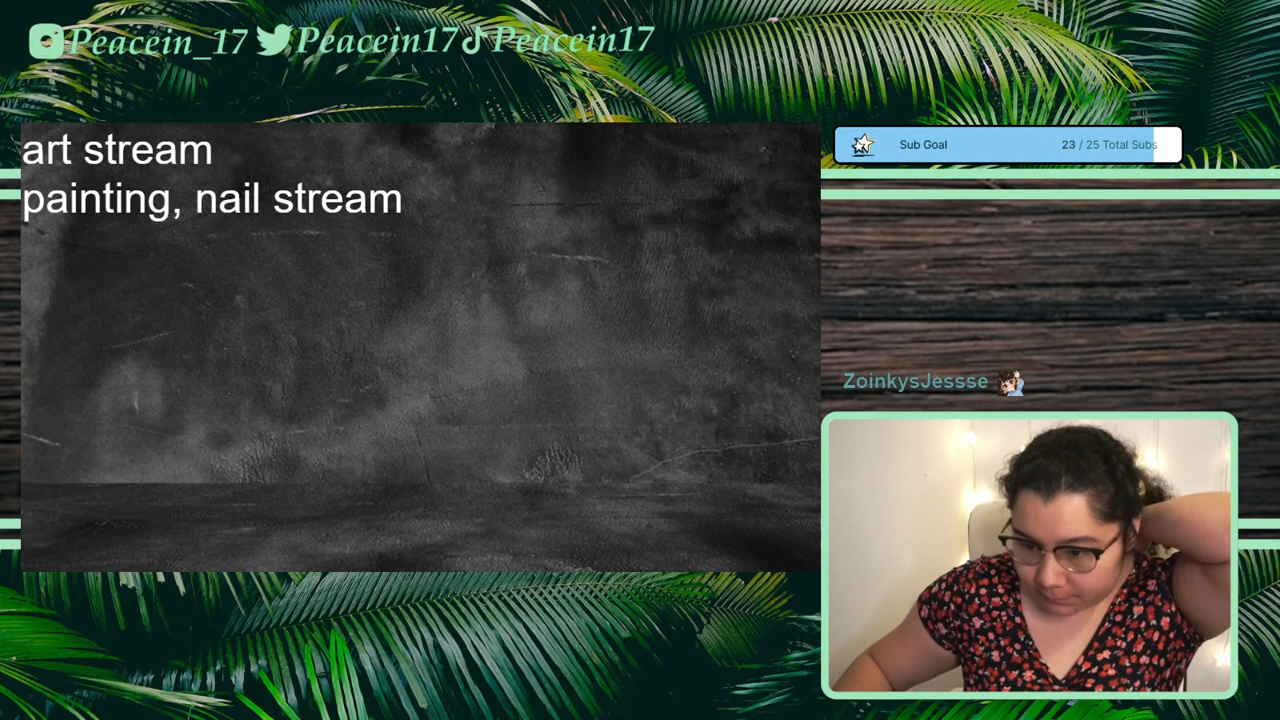 Peacein_17 Peacein17 Peacein17
art stream
painting, nail stream
Sub Goal 23 / 25 Total Subs
ZoinkysJessse